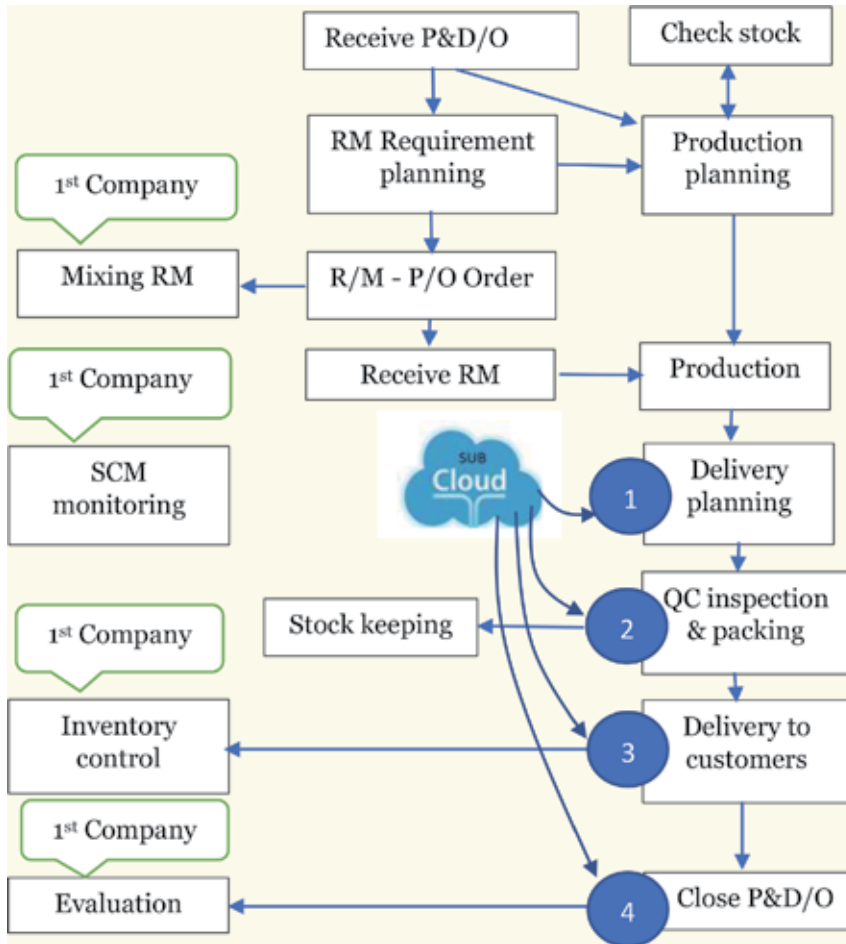 Receive P&D/O
Check stock
RM Requirement
planning
Production
planning
1st Company
Mixing RM
R/M - P/O Order
1st Company
Receive RM
Production
SCM
monitoring
SUB
Cloud
1
Delivery
planning
1st Company
Stock keeping
2
QC inspection
& packing
Inventory
control
3
Delivery to
customers
1st Company
Evaluation
4
Close P&D/O